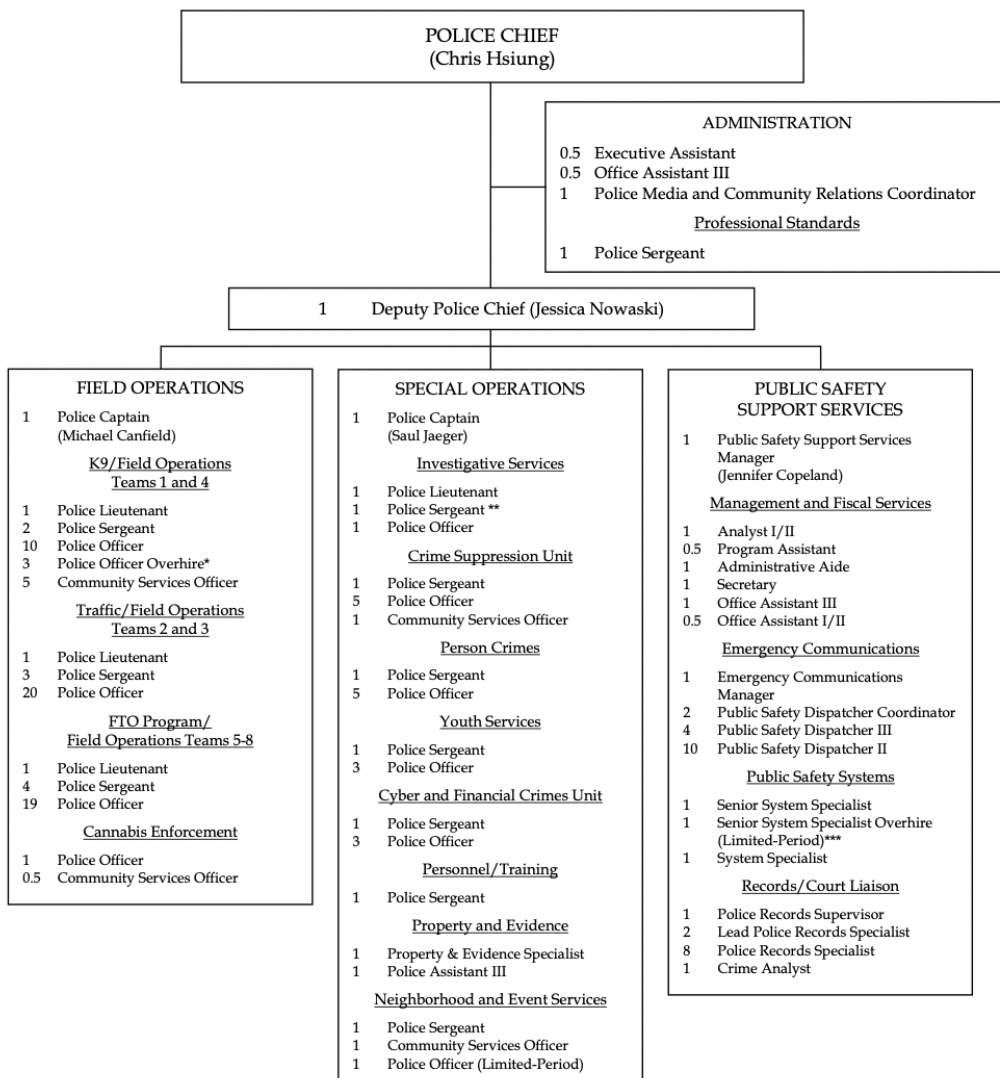 POLICE CHIEF
(Chris Hsiung)
ADMINISTRATION
0.5 Executive Assistant
0.5 Office Assistant III
1 Police Media and Community Relations Coordinator
Professional Standards
1 Police Sergeant
1 Deputy Police Chief (Jessica Nowaski)
FIELD OPERATIONS
1 Police Captain
(Michael Canfield)
K9/Field Operations
Teams 1 and 4
1 Police Lieutenant
2 Police Sergeant
10 Police Officer
3 Police Officer Overhire*
5 Community Services Officer
Traffic/Field Operations
Teams 2 and 3
1 Police Lieutenant
3 Police Sergeant
20 Police Officer
FTO Program/
Field Operations Teams 5-8
1 Police Lieutenant
4 Police Sergeant
19 Police Officer
Cannabis Enforcement
1 Police Officer
0.5 Community Services Officer
SPECIAL OPERATIONS
1 Police Captain
(Saul Jaeger)
Investigative Services
1 Police Lieutenant
1 Police Sergeant **
1 Police Officer
Crime Suppression Unit
1 Police Sergeant
5 Police Officer
1 Community Services Officer
Person Crimes
1 Police Sergeant
5 Police Officer
Youth Services
1 Police Sergeant
3 Police Officer
Cyber and Financial Crimes Unit
1 Police Sergeant
3 Police Officer
Personnel/Training
1 Police Sergeant
Property and Evidence
1 Property & Evidence Specialist
1 Police Assistant III
Neighborhood and Event Services
1 Police Sergeant
1 Community Services Officer
1 Police Officer (Limited-Period)
PUBLIC SAFETY
SUPPORT SERVICES
1 Public Safety Support Services
Manager
(Jennifer Copeland)
Management and Fiscal Services
1 Analyst I/II
0.5 Program Assistant
1 Administrative Aide
1 Secretary
1 Office Assistant III
0.5 Office Assistant I/II
Emergency Communications
1 Emergency Communications
Manager
2 Public Safety Dispatcher Coordinator
4 Public Safety Dispatcher III
10 Public Safety Dispatcher II
Public Safety Systems
1 Senior System Specialist
1 Senior System Specialist Overhire
(Limited-Period)***
1 System Specialist
Records/Court Liaison
1 Police Records Supervisor
2 Lead Police Records Specialist
8 Police Records Specialist
1 Crime Analyst